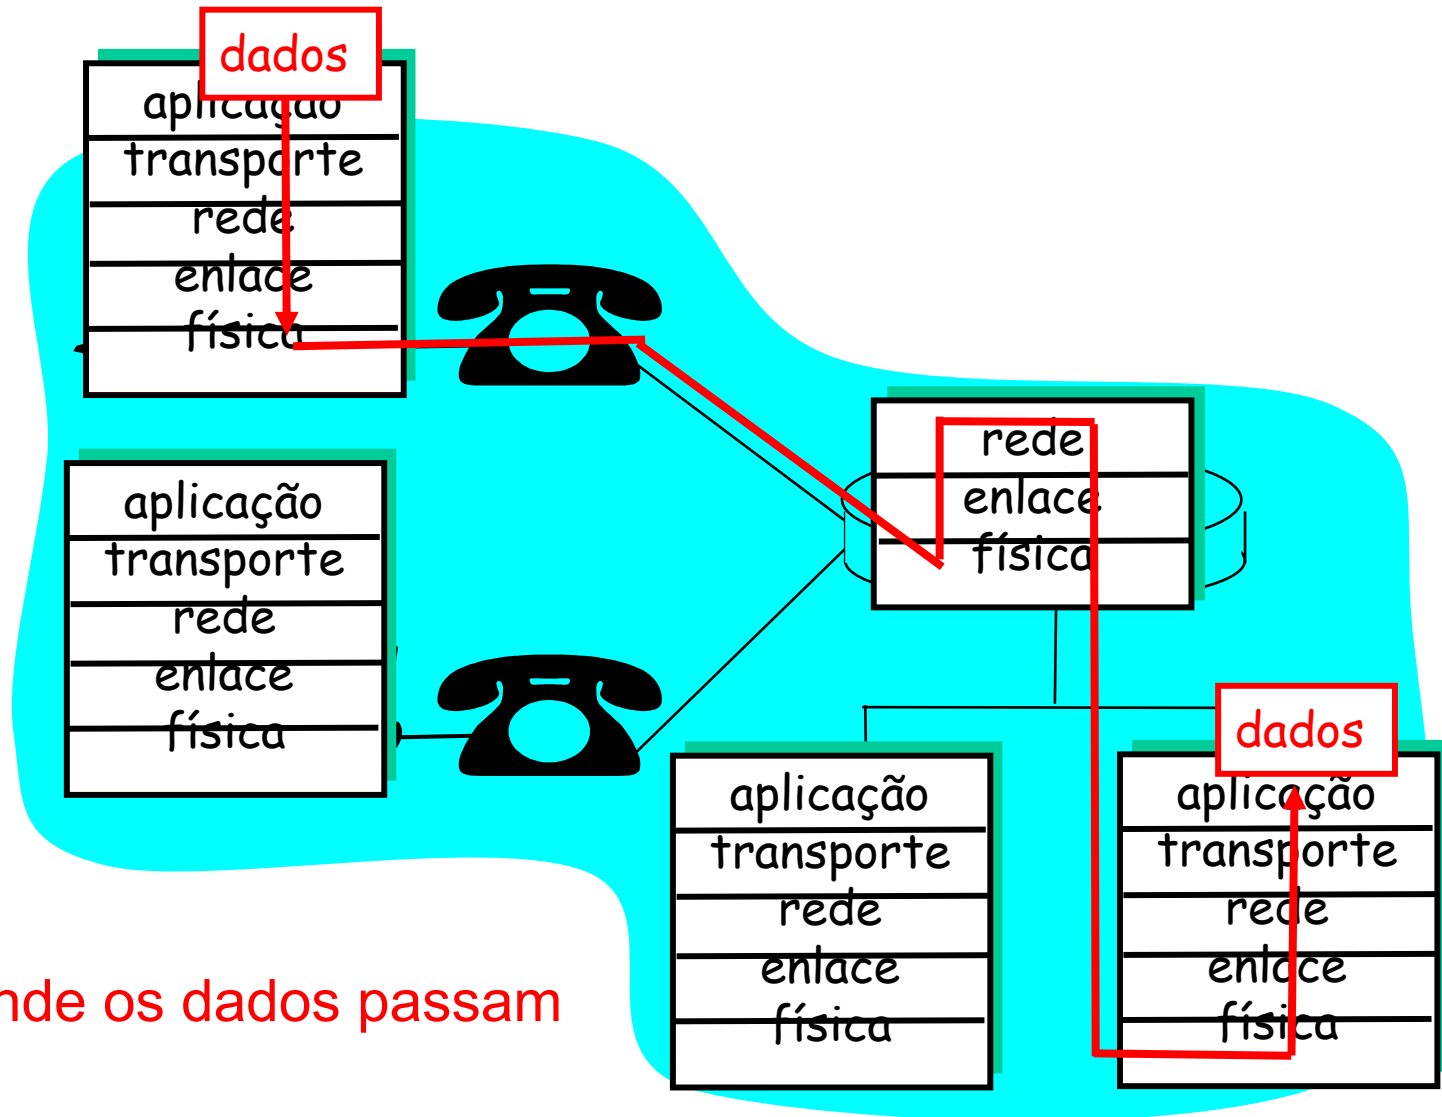 dados
aplicação
transporte
rede
enlace
física
rede
enlace
física
aplicação
transporte
rede
enlace
física
dados
aplicação
transporte
rede
enlace
física
aplicação
transporte
rede
enlace
física
nde os dados passam